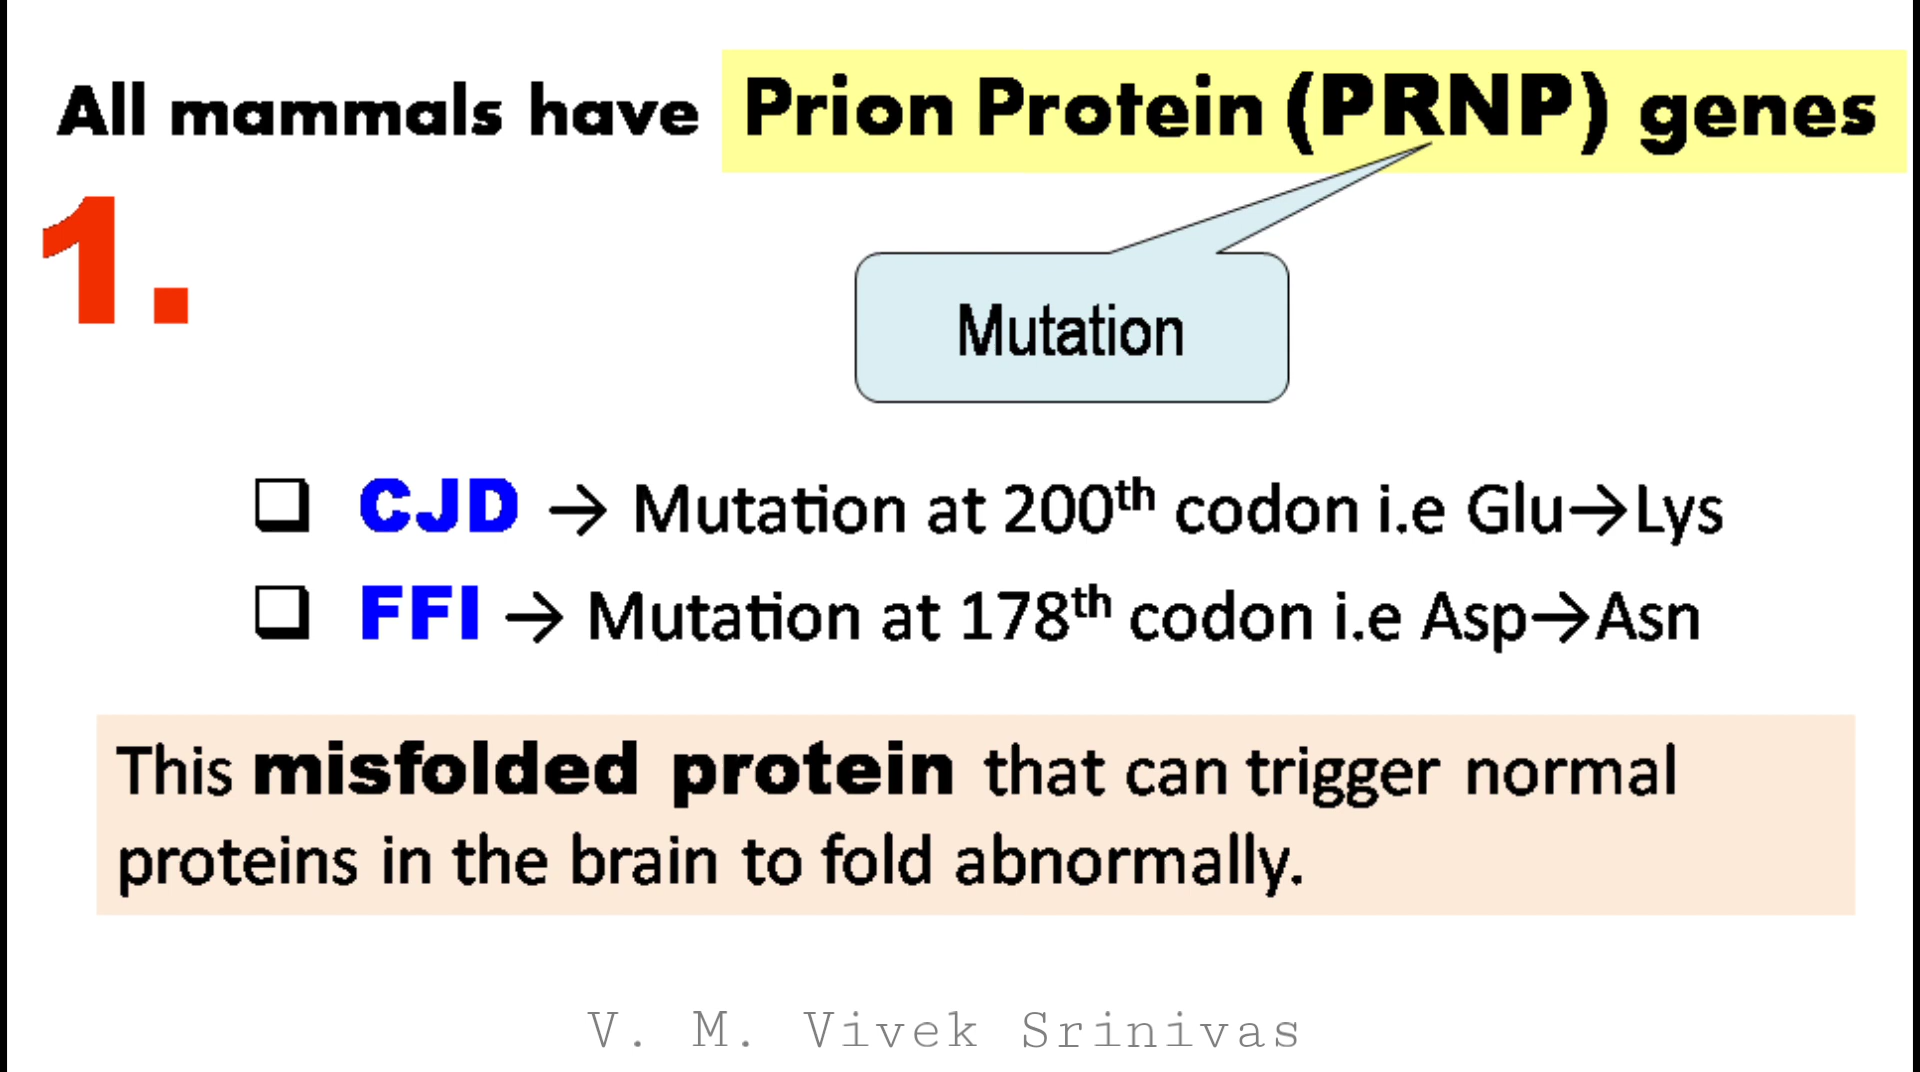 All mammals have Prion Protein (PRNP) genes
1.
Mutation
❑ CJD → Mutation at 200th codon i.e Glu→Lys
❑ FFI → Mutation at 178th codon i.e Asp→Asn
This misfolded protein that can trigger normal
proteins in the brain to fold abnormally.
V. M. Vivek Srinivas